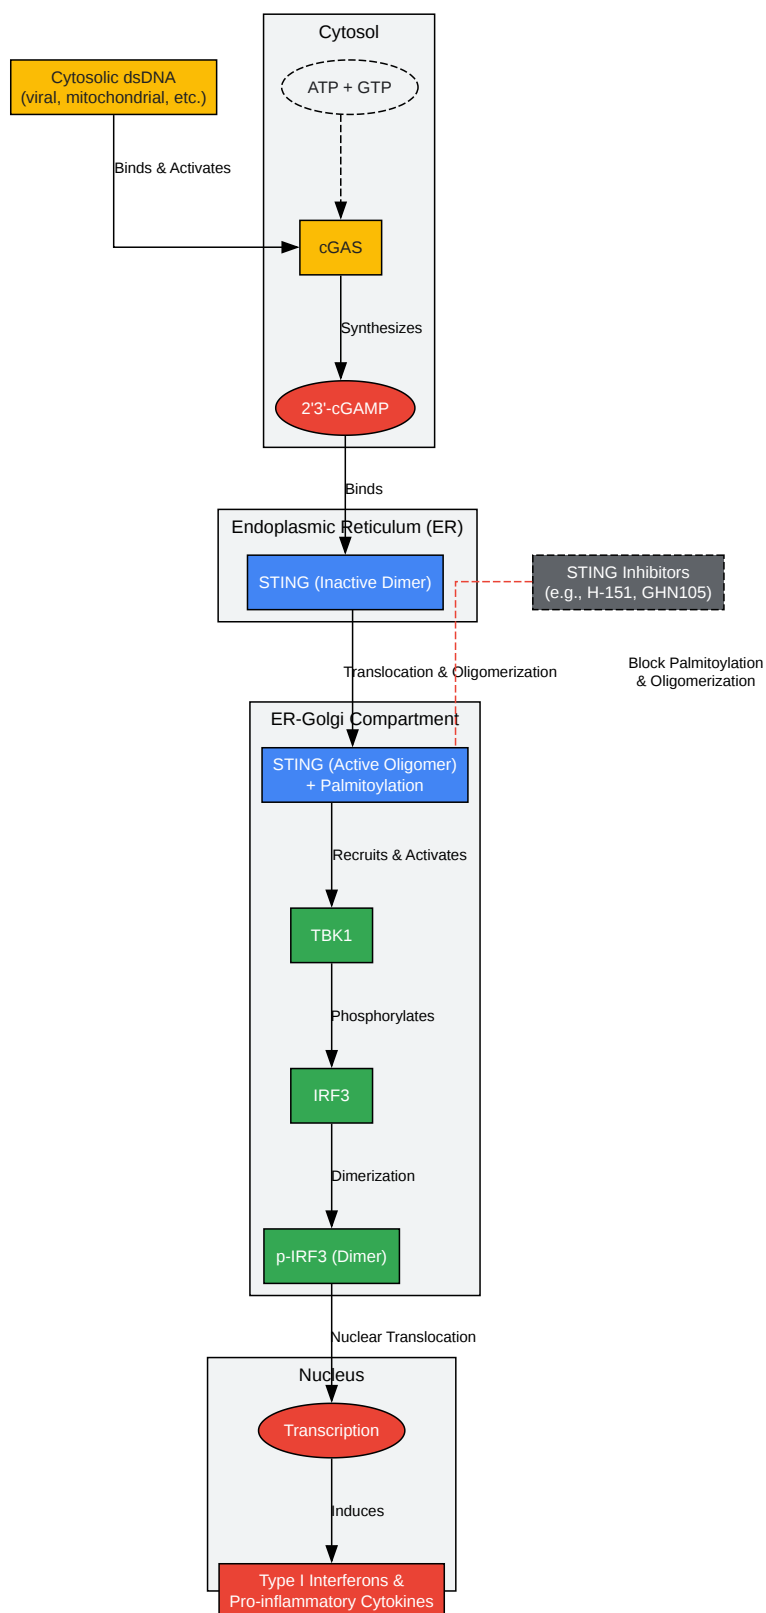 Cytosol
Cytosolic dsDNA
(viral, mitochondrial, etc.)
ATP + GTP
Binds & Activates
cGAS
Synthesizes
2'3'-cGAMP
Binds
Endoplasmic Reticulum (ER)
STING (Inactive Dimer)
STING Inhibitors
(e.g., H-151, GHN105)
Translocation & Oligomerization
Block Palmitoylation
& Oligomerization
ER-Golgi Compartment
STING (Active Oligomer)
+ Palmitoylation
Recruits & Activates
TBK1
Phosphorylates
IRF3
Dimerization
p-IRF3 (Dimer)
Nuclear Translocation
Nucleus
Transcription
Induces
Type I Interferons &
Pro-inflammatory Cytokines